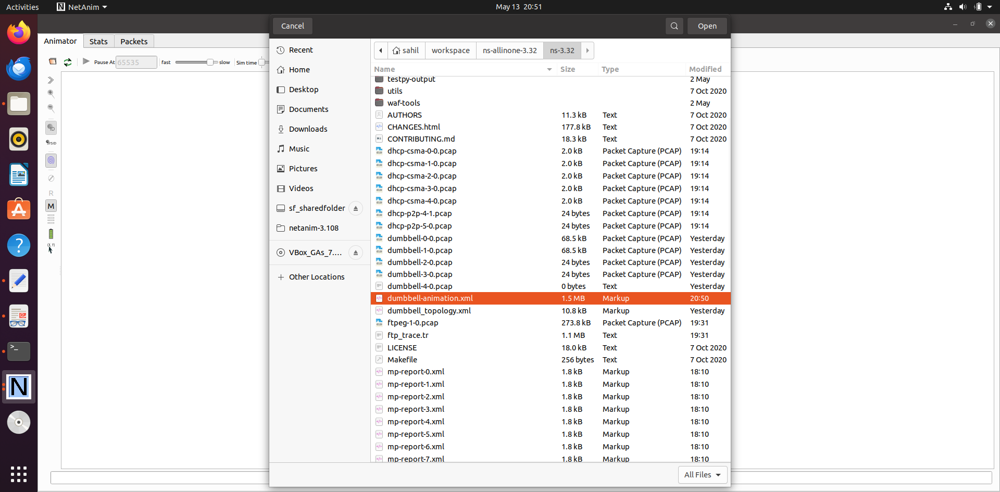 Activities NetAnim May 13 20:51
Cancel Open
Animator Stats Packets
Pause At 65535 fast slow Sim time
ID
SYSID
R
M
(X, Y)
Recent
Home
Desktop
Documents
Downloads
Music
Pictures
Videos
sf_sharedfolder
netanim-3.108
VBox_GAs_7....
Other Locations
sahil workspace ns-allinone-3.32 ns-3.32
Name Size Type Modified
testpy-output 2 May
utils 7 Oct 2020
waf-tools 2 May
AUTHORS 11.3 kB Text 7 Oct 2020
CHANGES.html 177.8 kB Text 7 Oct 2020
CONTRIBUTING.md 18.3 kB Text 7 Oct 2020
dhcp-csma-0-0.pcap 2.0 kB Packet Capture (PCAP) 19:14
dhcp-csma-1-0.pcap 2.0 kB Packet Capture (PCAP) 19:14
dhcp-csma-2-0.pcap 2.0 kB Packet Capture (PCAP) 19:14
dhcp-csma-3-0.pcap 2.0 kB Packet Capture (PCAP) 19:14
dhcp-csma-4-0.pcap 2.0 kB Packet Capture (PCAP) 19:14
dhcp-p2p-4-1.pcap 24 bytes Packet Capture (PCAP) 19:14
dhcp-p2p-5-0.pcap 24 bytes Packet Capture (PCAP) 19:14
dumbbell-0-0.pcap 68.5 kB Packet Capture (PCAP) Yesterday
dumbbell-1-0.pcap 68.5 kB Packet Capture (PCAP) Yesterday
dumbbell-2-0.pcap 24 bytes Packet Capture (PCAP) Yesterday
dumbbell-3-0.pcap 24 bytes Packet Capture (PCAP) Yesterday
dumbbell-4-0.pcap 0 bytes Text Yesterday
dumbbell-animation.xml 1.5 MB Markup 20:50
dumbbell_topology.xml 10.8 kB Markup Yesterday
ftpeg-1-0.pcap 273.8 kB Packet Capture (PCAP) 19:31
ftp_trace.tr 1.1 MB Text 19:31
LICENSE 18.0 kB Text 7 Oct 2020
Makefile 256 bytes Text 7 Oct 2020
mp-report-0.xml 1.8 kB Markup 18:10
mp-report-1.xml 1.8 kB Markup 18:10
mp-report-2.xml 1.8 kB Markup 18:10
mp-report-3.xml 1.8 kB Markup 18:10
mp-report-4.xml 1.8 kB Markup 18:10
mp-report-5.xml 1.8 kB Markup 18:10
mp-report-6.xml 1.8 kB Markup 18:10
mp-report-7.xml 1.8 kB Markup 18:10
All Files